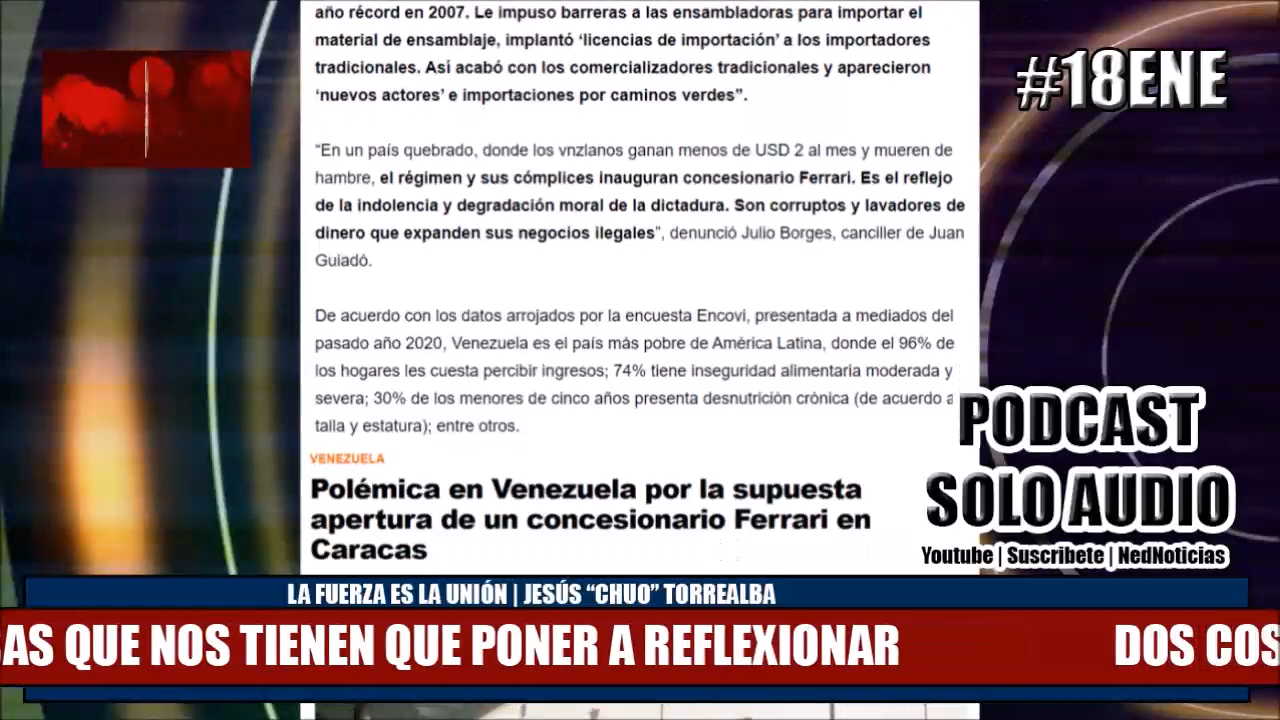 año récord en 2007. Le impuso barreras a las ensambladoras para importar el
material de ensamblaje, implantó ‘licencias de importación’ a los importadores
tradicionales. Así acabó con los comercializadores tradicionales y aparecieron
‘nuevos actores’ e importaciones por caminos verdes”.
“En un país quebrado, donde los vnzlanos ganan menos de USD 2 al mes y mueren de
hambre, el régimen y sus cómplices inauguran concesionario Ferrari. Es el reflejo
de la indolencia y degradación moral de la dictadura. Son corruptos y lavadores de
dinero que expanden sus negocios ilegales”, denunció Julio Borges, canciller de Juan
Guiadó.
De acuerdo con los datos arrojados por la encuesta Encovi, presentada a mediados del
pasado año 2020, Venezuela es el país más pobre de América Latina, donde el 96% de
los hogares les cuesta percibir ingresos; 74% tiene inseguridad alimentaria moderada y
severa; 30% de los menores de cinco años presenta desnutrición crónica (de acuerdo a
talla y estatura); entre otros.
VENEZUELA
Polémica en Venezuela por la supuesta
apertura de un concesionario Ferrari en
Caracas
#18ENE
PODCAST
SOLO AUDIO
Youtube | Suscribete | NedNoticias
LA FUERZA ES LA UNIÓN | JESÚS “CHUO” TORREALBA
SAS QUE NOS TIENEN QUE PONER A REFLEXIONAR DOS COS